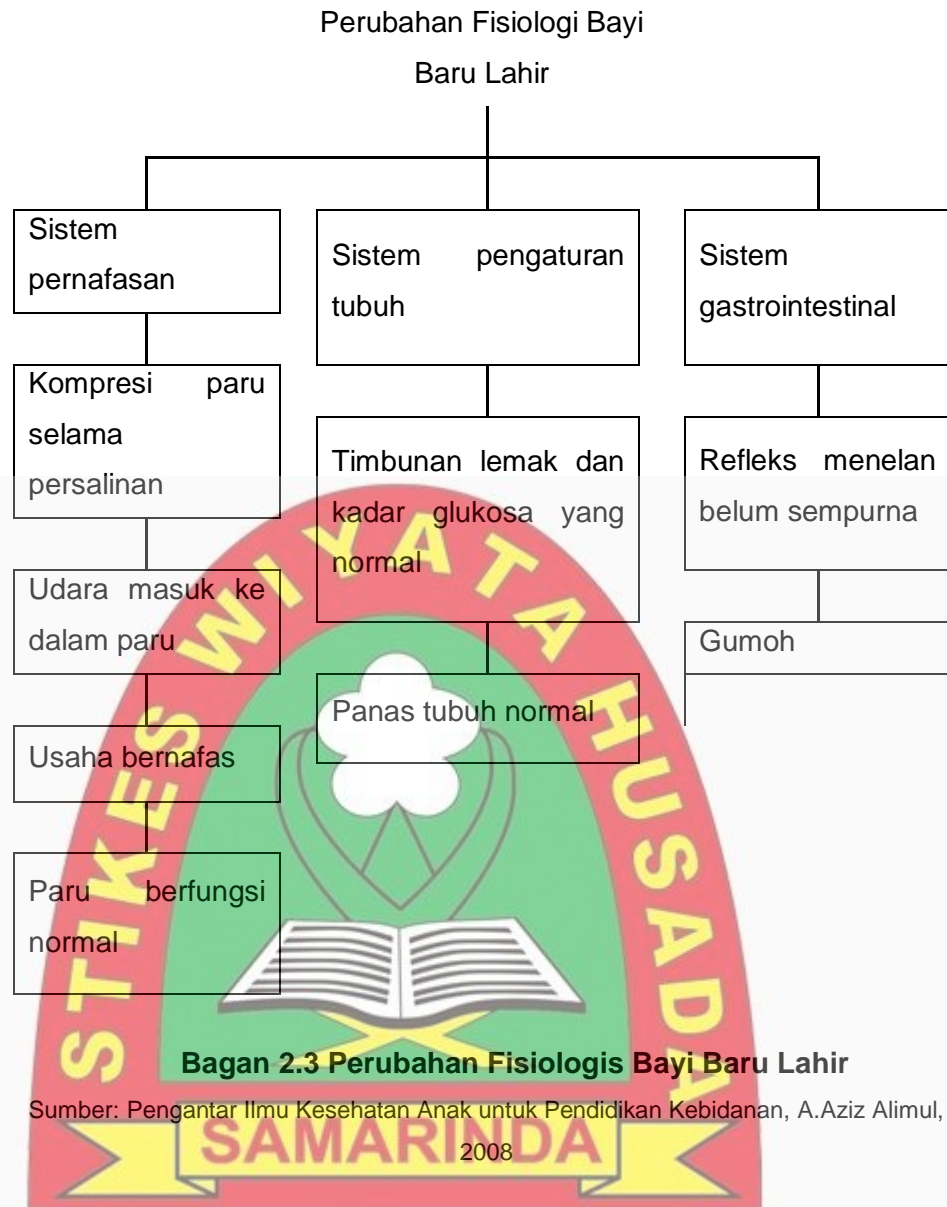 Perubahan Fisiologi Bayi
Baru Lahir
Sistem
pernafasan
Kompresi paru
selama
persalinan
Udara masuk ke
dalam paru
Usaha bernafas
Paru berfungsi
normal
Sistem pengaturan
tubuh
Timbunan lemak dan
kadar glukosa yang
normal
Panas tubuh normal
Sistem
gastrointestinal
Refleks menelan
belum sempurna
Gumoh
STIKES WIYATA HUSADA
SAMARINDA
Bagan 2.3 Perubahan Fisiologis Bayi Baru Lahir
Sumber: Pengantar Ilmu Kesehatan Anak untuk Pendidikan Kebidanan, A.Aziz Alimul,
2008